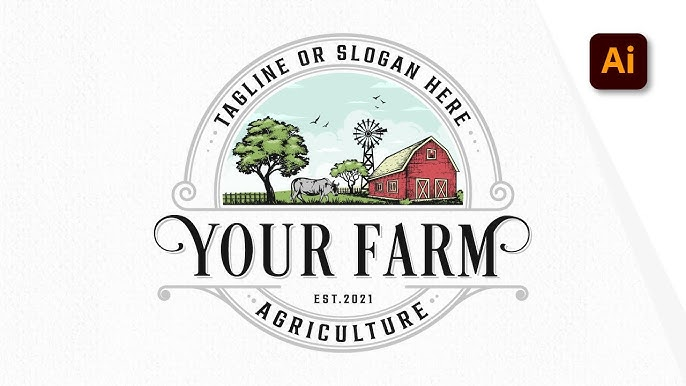 TAGLINE OR SLOGAN HERE
YOUR FARM
EST.2021
AGRICULTURE
Ai